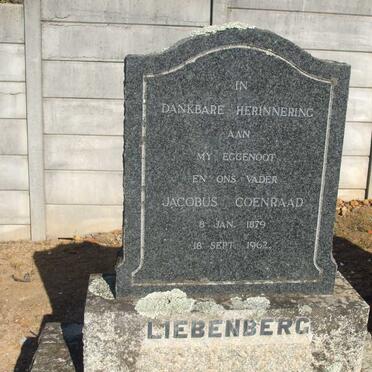 IN
DANKBARE HERINNERING
AAN
MY EGGENOOT
EN ONS VADER
JACOBUS COENRAAD
8 JAN. 1879
18 SEPT. 1962.
LIEBENBERG